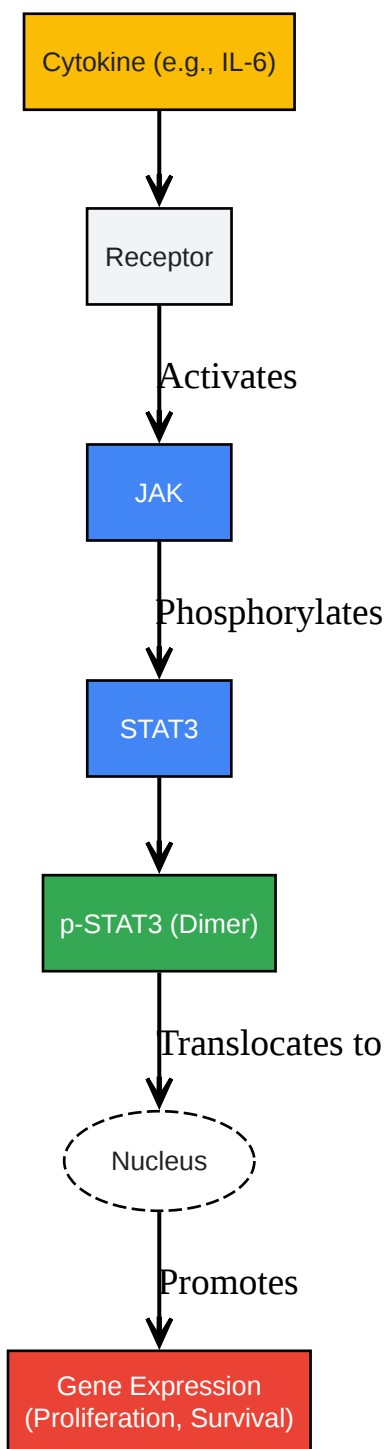 Cytokine (e.g., IL-6)
Receptor
Activates
JAK
Phosphorylates
STAT3
p-STAT3 (Dimer)
Translocates to
Nucleus
Promotes
Gene Expression
(Proliferation, Survival)